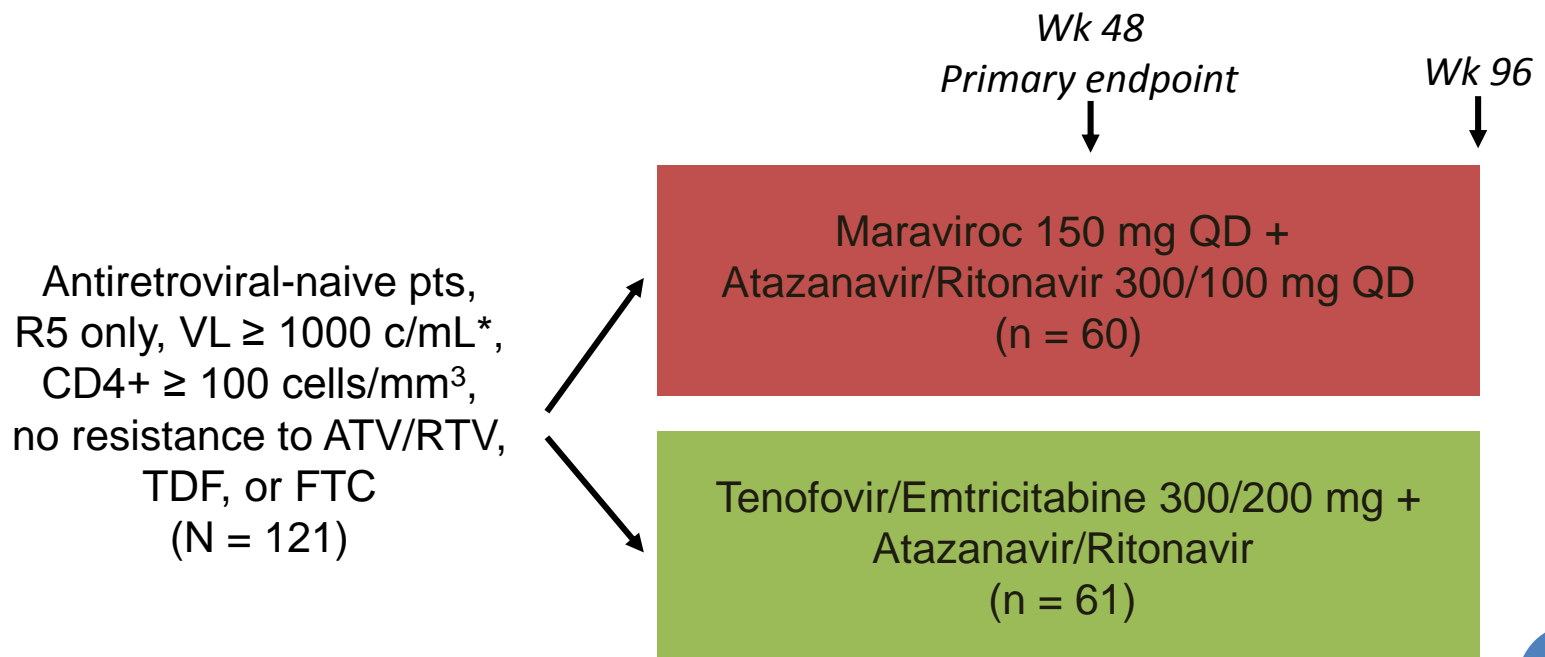 Wk 48
Primary endpoint
Wk 96
Antiretroviral-naive pts,
R5 only, VL ≥ 1000 c/mL*,
CD4+ ≥ 100 cells/mm³,
no resistance to ATV/RTV,
TDF, or FTC
(N = 121)
Maraviroc 150 mg QD +
Atazanavir/Ritonavir 300/100 mg QD
(n = 60)
Tenofovir/Emtricitabine 300/200 mg +
Atazanavir/Ritonavir
(n = 61)